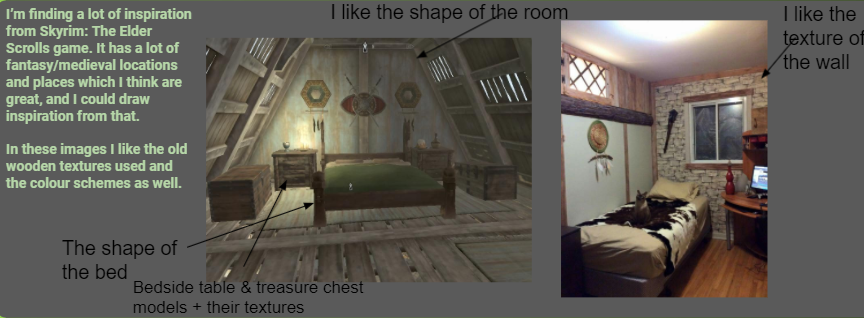 I'm finding a lot of inspiration
from Skyrim: The Elder
Scrolls game. It has a lot of
fantasy/medieval locations
and places which I think are
great, and I could draw
inspiration from that.
In these images I like the old
wooden textures used and
the colour schemes as well.
I like the shape of the room
I like the
texture of
the wall
The shape of
the bed
Bedside table & treasure chest
models + their textures